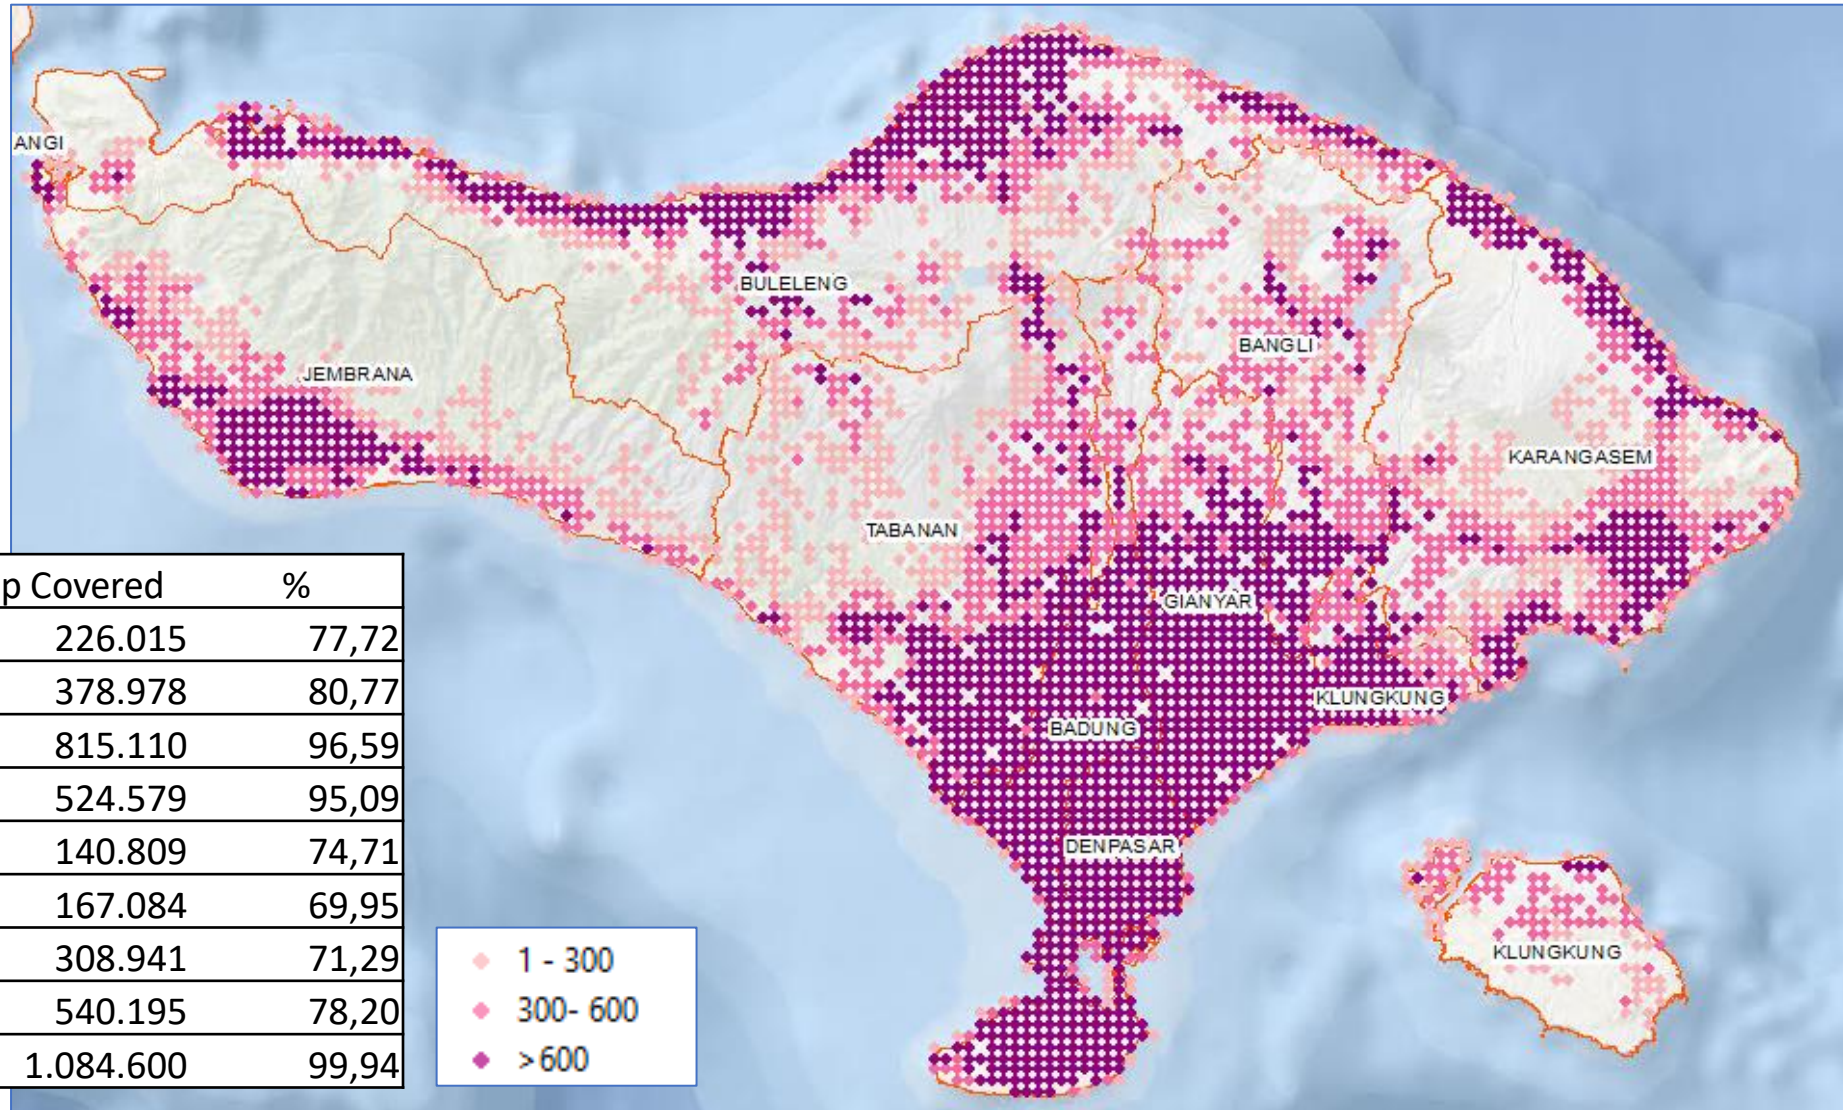 ANGI
BULELENG
BANGLI
JEMBRANA
KARANGASEM
TABANAN
GIANYAR
KLUNGKUNG
BADUNG
DENPASAR
KLUNGKUNG
p Covered %
226.015 77,72
378.978 80,77
815.110 96,59
524.579 95,09
140.809 74,71
167.084 69,95
308.941 71,29
540.195 78,20
1.084.600 99,94
1 - 300
300- 600
>600